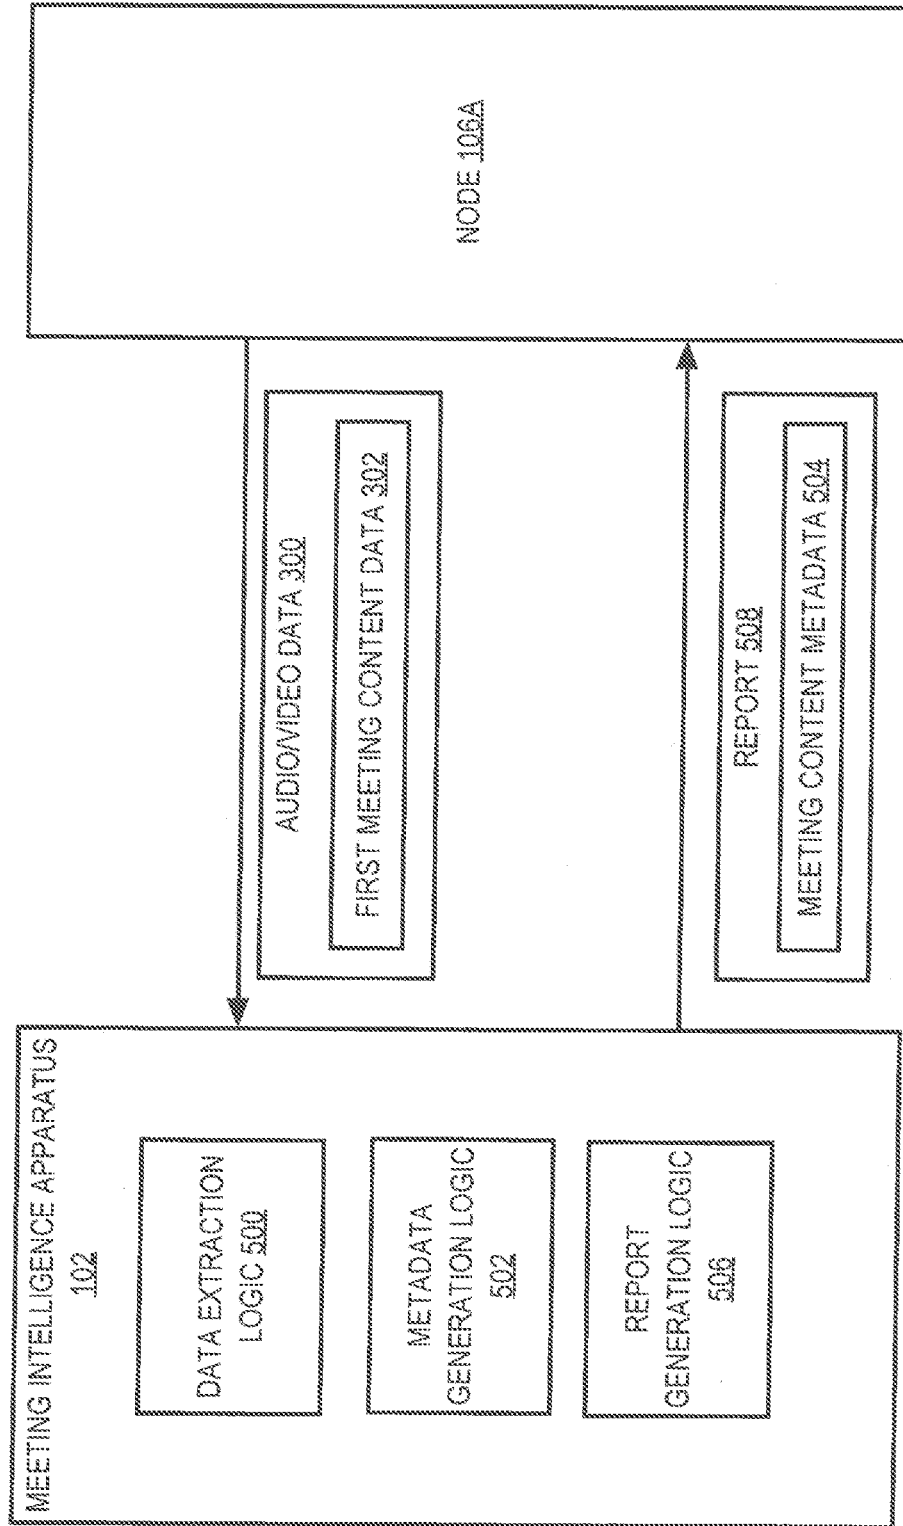 MEETING INTELLIGENCE APPARATUS
102
DATA EXTRACTION
LOGIC 500
METADATA
GENERATION LOGIC
502
REPORT
GENERATION LOGIC
506
AUDIO/VIDEO DATA 300
FIRST MEETING CONTENT DATA 302
REPORT 508
MEETING CONTENT METADATA 504
NODE 106A